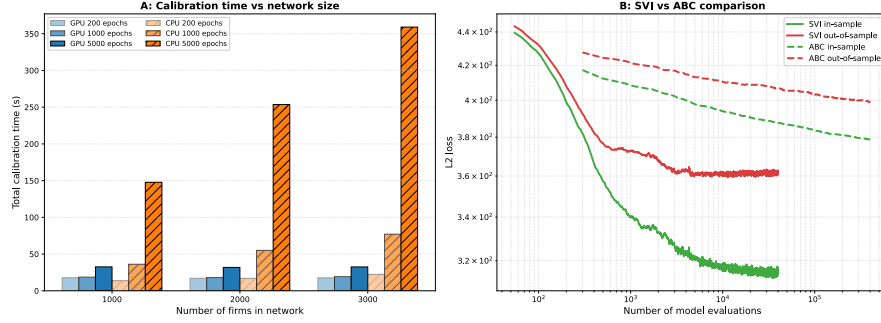 A: Calibration time vs network size
GPU 200 epochs
GPU 1000 epochs
GPU 5000 epochs
CPU 200 epochs
CPU 1000 epochs
CPU 5000 epochs
350
300
250
200
150
100
50
0
Total calibration time (s)
1000
2000
3000
Number of firms in network
B: SVI vs ABC comparison
SVI in-sample
SVI out-of-sample
ABC in-sample
ABC out-of-sample
4.4 × 10²
4.2 × 10²
4 × 10²
3.8 × 10²
3.6 × 10²
3.4 × 10²
3.2 × 10²
L2 loss
10²
10³
10⁴
10⁵
Number of model evaluations